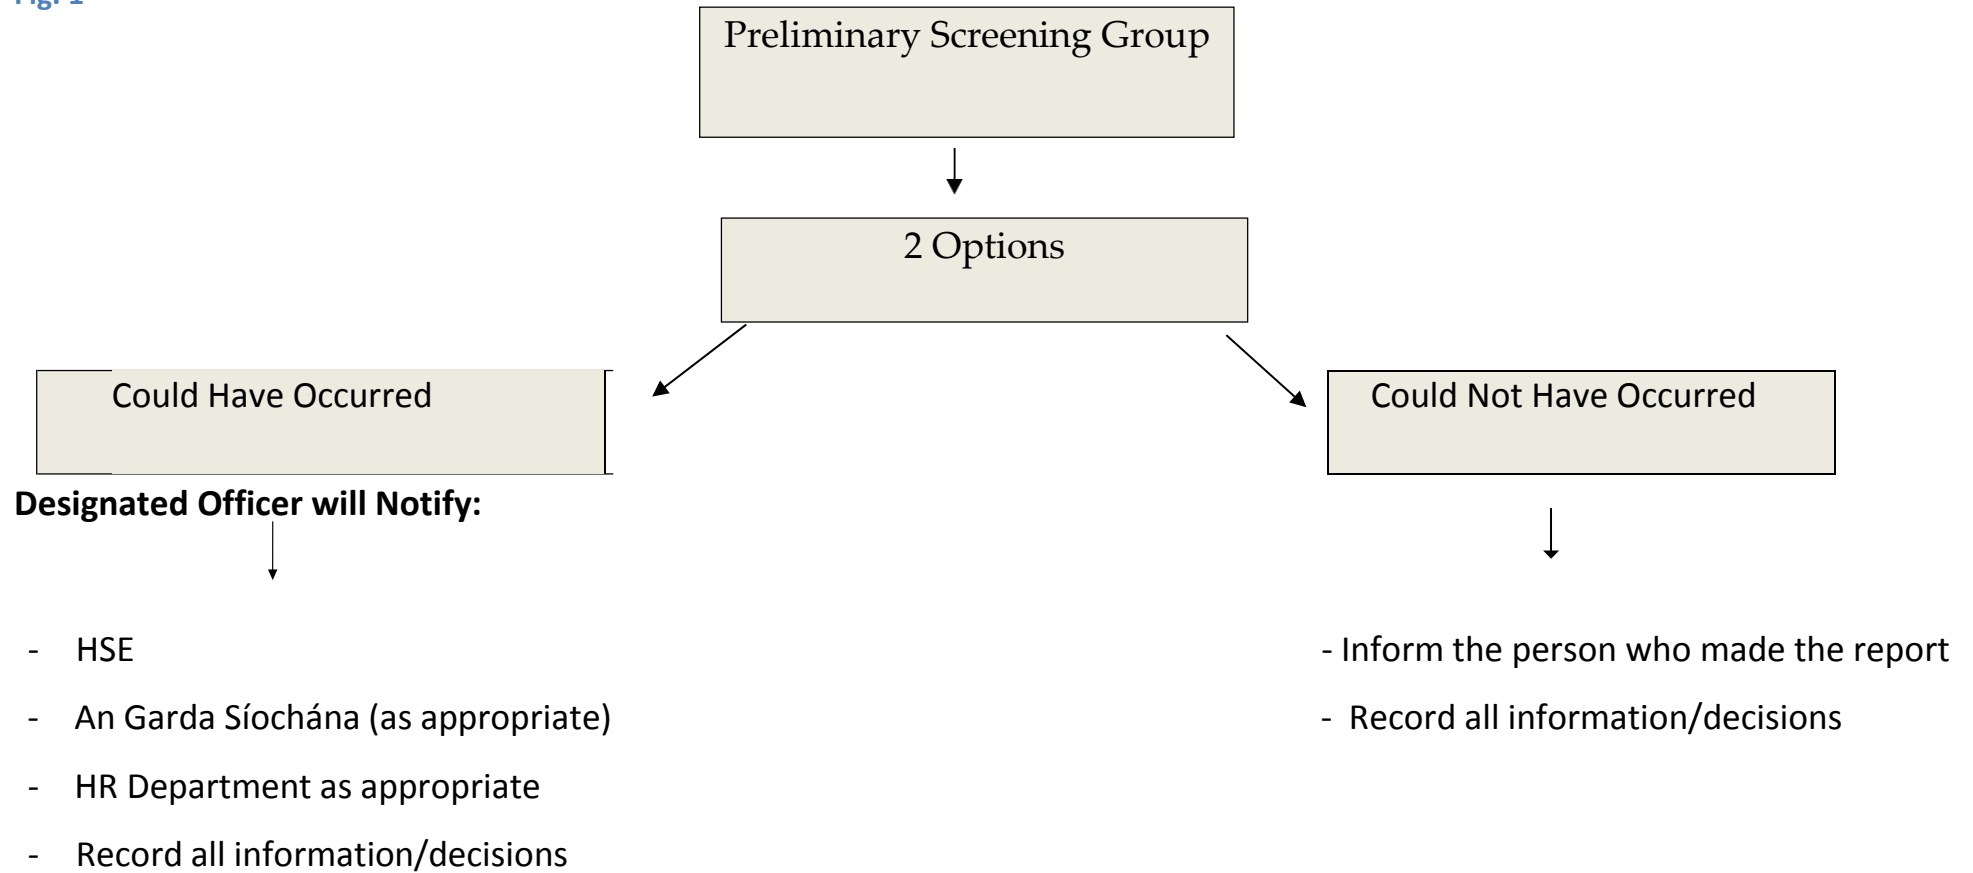 Fig. 1
Preliminary Screening Group
2 Options
Could Have Occurred
Could Not Have Occurred
Designated Officer will Notify:
- HSE
- An Garda Síochána (as appropriate)
- HR Department as appropriate
- Record all information/decisions
- Inform the person who made the report
- Record all information/decisions